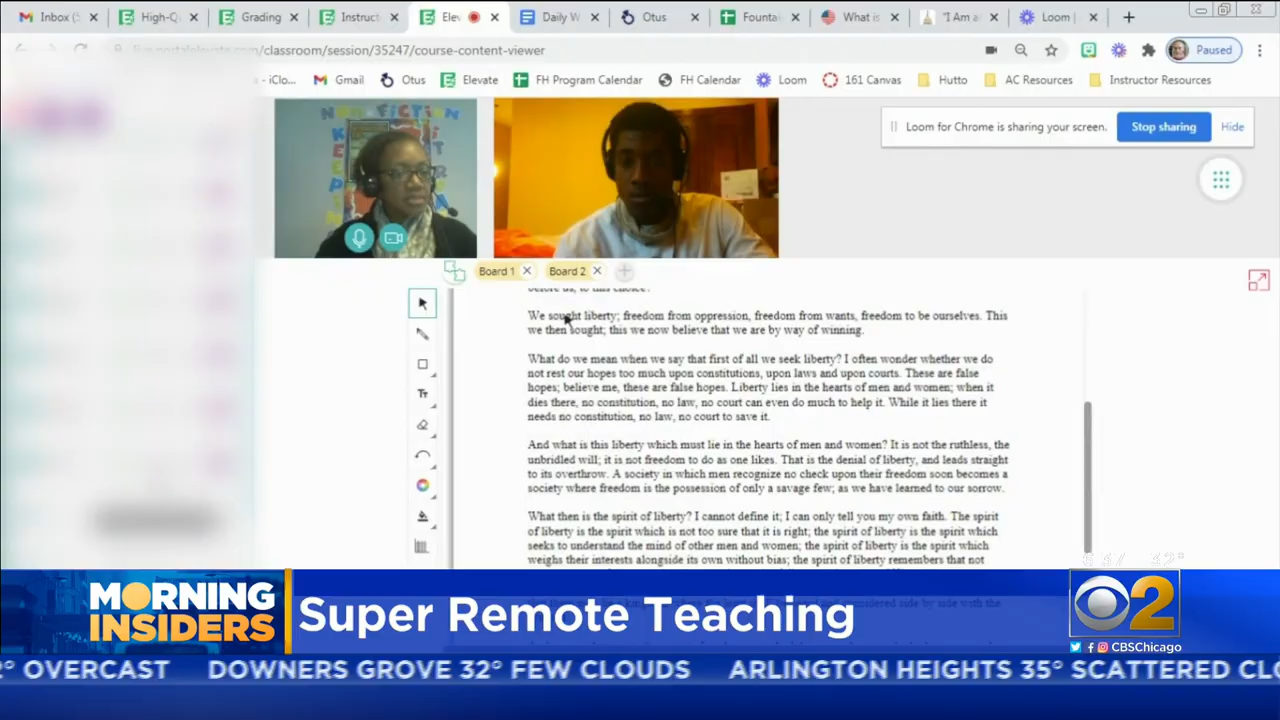 Inbox (5
High-Q
Grading
Instruct
Elev
Daily W
Otus
Founta
What is
"I Am a
Loom |
/classroom/session/35247/course-content-viewer
Paused
- iClo...
Gmail
Otus
Elevate
FH Program Calendar
FH Calendar
Loom
161 Canvas
Hutto
AC Resources
Instructor Resources
NON FICTION
Loom for Chrome is sharing your screen.
Stop sharing
Hide
Board 1
Board 2
before us, to this choice?
We sought liberty; freedom from oppression, freedom from wants, freedom to be ourselves. This
we then sought; this we now believe that we are by way of winning.
What do we mean when we say that first of all we seek liberty? I often wonder whether we do
not rest our hopes too much upon constitutions, upon laws and upon courts. These are false
hopes; believe me, these are false hopes. Liberty lies in the hearts of men and women; when it
dies there, no constitution, no law, no court can even do much to help it. While it lies there it
needs no constitution, no law, no court to save it.
And what is this liberty which must lie in the hearts of men and women? It is not the ruthless, the
unbridled will; it is not freedom to do as one likes. That is the denial of liberty, and leads straight
to its overthrow. A society in which men recognize no check upon their freedom soon becomes a
society where freedom is the possession of only a savage few; as we have learned to our sorrow.
What then is the spirit of liberty? I cannot define it; I can only tell you my own faith. The spirit
of liberty is the spirit which is not too sure that it is right; the spirit of liberty is the spirit which
seeks to understand the mind of other men and women; the spirit of liberty is the spirit which
weighs their interests alongside its own without bias; the spirit of liberty remembers that not
Tт
MORNING
INSIDERS
Super Remote Teaching
32°
2
CBSChicago
2° OVERCAST DOWNERS GROVE 32° FEW CLOUDS ARLINGTON HEIGHTS 35° SCATTERED CLO